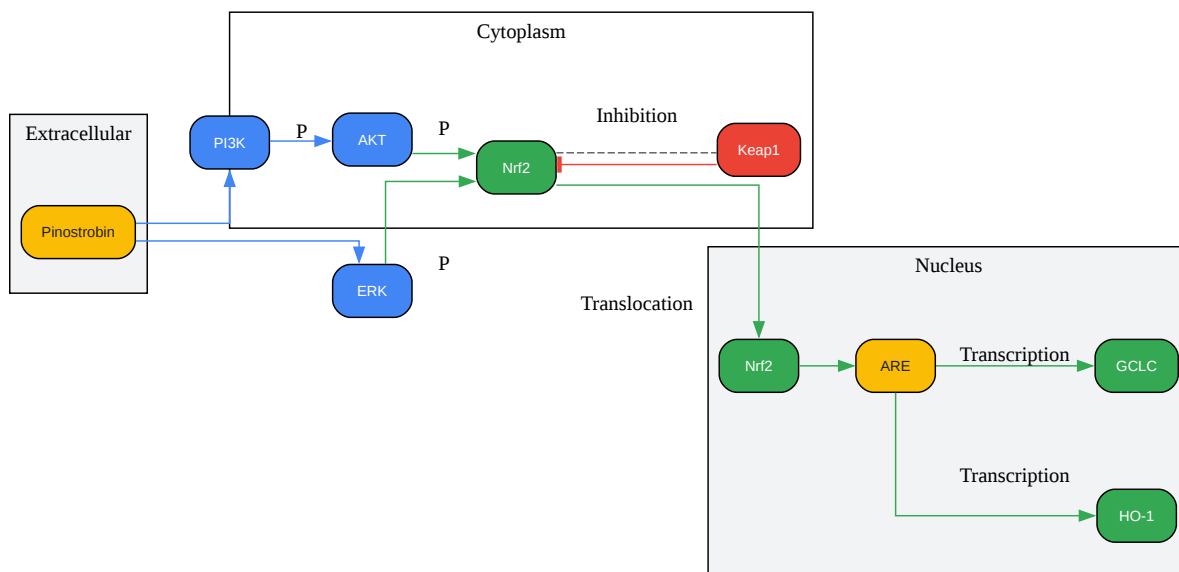 Cytoplasm
Extracellular
PI3K
P
AKT
P
Nrf2
Inhibition
Keap1
Pinostrobin
ERK
P
Translocation
Nucleus
Nrf2
ARE
Transcription
GCLC
Transcription
HO-1